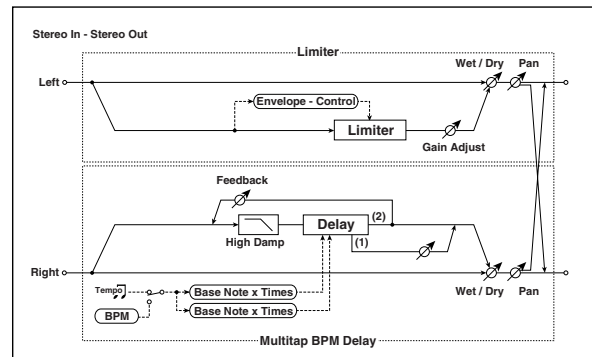 Stereo In - Stereo Out
Limiter
Wet / Dry
Pan
Left
Envelope - Control
Limiter
Gain Adjust
Feedback
High Damp
Delay
(2)
(1)
Right
Tempo
BPM
Base Note x Times
Base Note x Times
Wet / Dry
Pan
Multitap BPM Delay